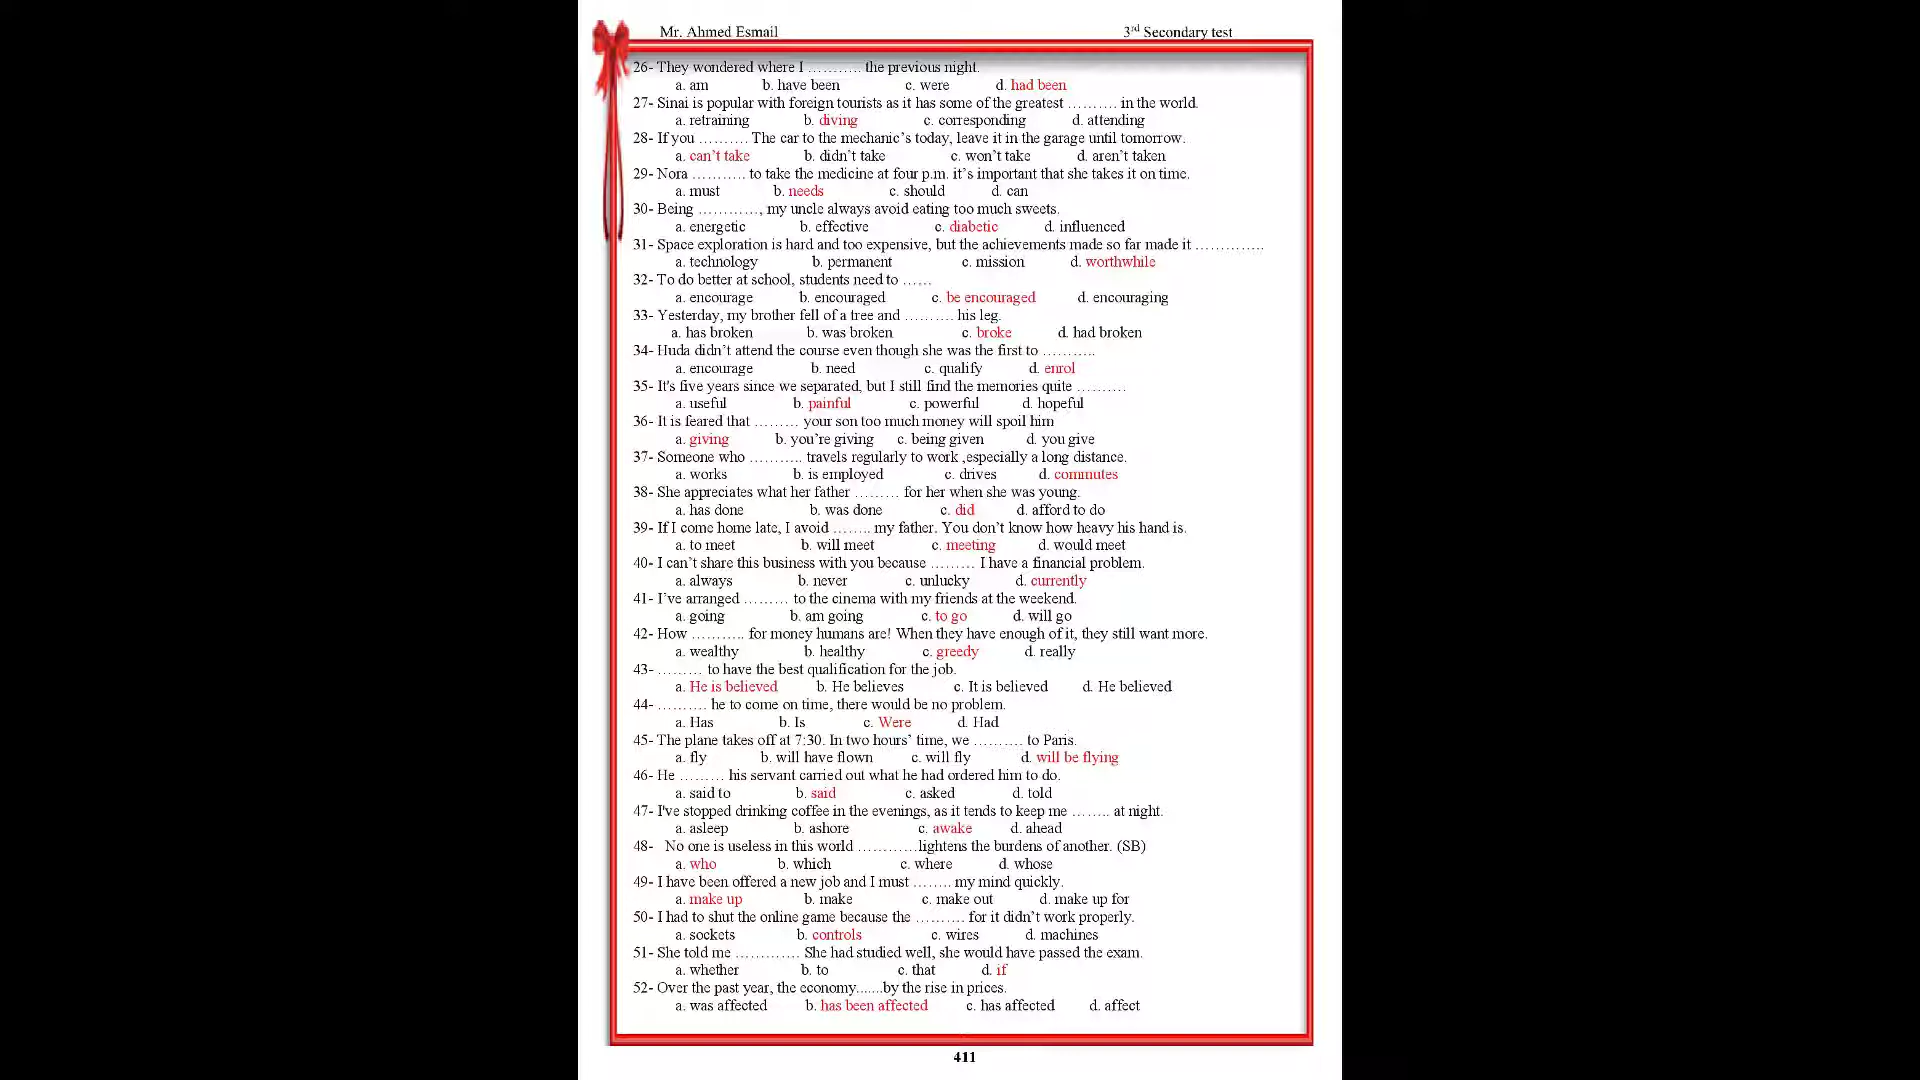 Mr. Ahmed Esmail 3rd Secondary test
26- They wondered where I ……….. the previous night.
a. am b. have been c. were d. had been
27- Sinai is popular with foreign tourists as it has some of the greatest ………. in the world.
a. retraining b. diving c. corresponding d. attending
28- If you ………. The car to the mechanic’s today, leave it in the garage until tomorrow.
a. can’t take b. didn’t take c. won’t take d. aren’t taken
29- Nora ……….. to take the medicine at four p.m. it’s important that she takes it on time.
a. must b. needs c. should d. can
30- Being …………, my uncle always avoid eating too much sweets.
a. energetic b. effective c. diabetic d. influenced
31- Space exploration is hard and too expensive, but the achievements made so far made it …………..
a. technology b. permanent c. mission d. worthwhile
32- To do better at school, students need to ……
a. encourage b. encouraged c. be encouraged d. encouraging
33- Yesterday, my brother fell of a tree and ………. his leg.
a. has broken b. was broken c. broke d. had broken
34- Huda didn’t attend the course even though she was the first to ………..
a. encourage b. need c. qualify d. enrol
35- It's five years since we separated, but I still find the memories quite ……….
a. useful b. painful c. powerful d. hopeful
36- It is feared that ……… your son too much money will spoil him
a. giving b. you’re giving c. being given d. you give
37- Someone who ……….. travels regularly to work ,especially a long distance.
a. works b. is employed c. drives d. commutes
38- She appreciates what her father ……… for her when she was young.
a. has done b. was done c. did d. afford to do
39- If I come home late, I avoid …….. my father. You don’t know how heavy his hand is.
a. to meet b. will meet c. meeting d. would meet
40- I can’t share this business with you because ……… I have a financial problem.
a. always b. never c. unlucky d. currently
41- I’ve arranged ……… to the cinema with my friends at the weekend.
a. going b. am going c. to go d. will go
42- How ……….. for money humans are! When they have enough of it, they still want more.
a. wealthy b. healthy c. greedy d. really
43- ……… to have the best qualification for the job.
a. He is believed b. He believes c. It is believed d. He believed
44- ………. he to come on time, there would be no problem.
a. Has b. Is c. Were d. Had
45- The plane takes off at 7:30. In two hours’ time, we ………. to Paris.
a. fly b. will have flown c. will fly d. will be flying
46- He ……… his servant carried out what he had ordered him to do.
a. said to b. said c. asked d. told
47- I've stopped drinking coffee in the evenings, as it tends to keep me …….. at night.
a. asleep b. ashore c. awake d. ahead
48- No one is useless in this world …………lightens the burdens of another. (SB)
a. who b. which c. where d. whose
49- I have been offered a new job and I must …….. my mind quickly.
a. make up b. make c. make out d. make up for
50- I had to shut the online game because the ………. for it didn’t work properly.
a. sockets b. controls c. wires d. machines
51- She told me …………. She had studied well, she would have passed the exam.
a. whether b. to c. that d. if
52- Over the past year, the economy.......by the rise in prices.
a. was affected b. has been affected c. has affected d. affect
411